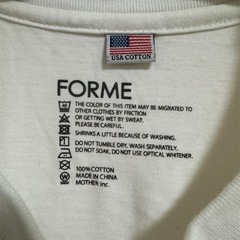 USA COTTON
FORME
THE COLOR OF THIS ITEM MAY BE MIGRATED TO
OTHER CLOTHES BY FRICTION
OR GETTING WET BY SWEAT.
PLEASE BE CAREFUL.
SHRINKS A LITTLE BECAUSE OF WASHING.
DO NOT TUMBLE DRY, WASH SEPARATELY,
DO NOT SOAK, DO NOT USE OPTICAL WHITENER.
100% COTTON
MADE IN CHINA
MOTHER inc.